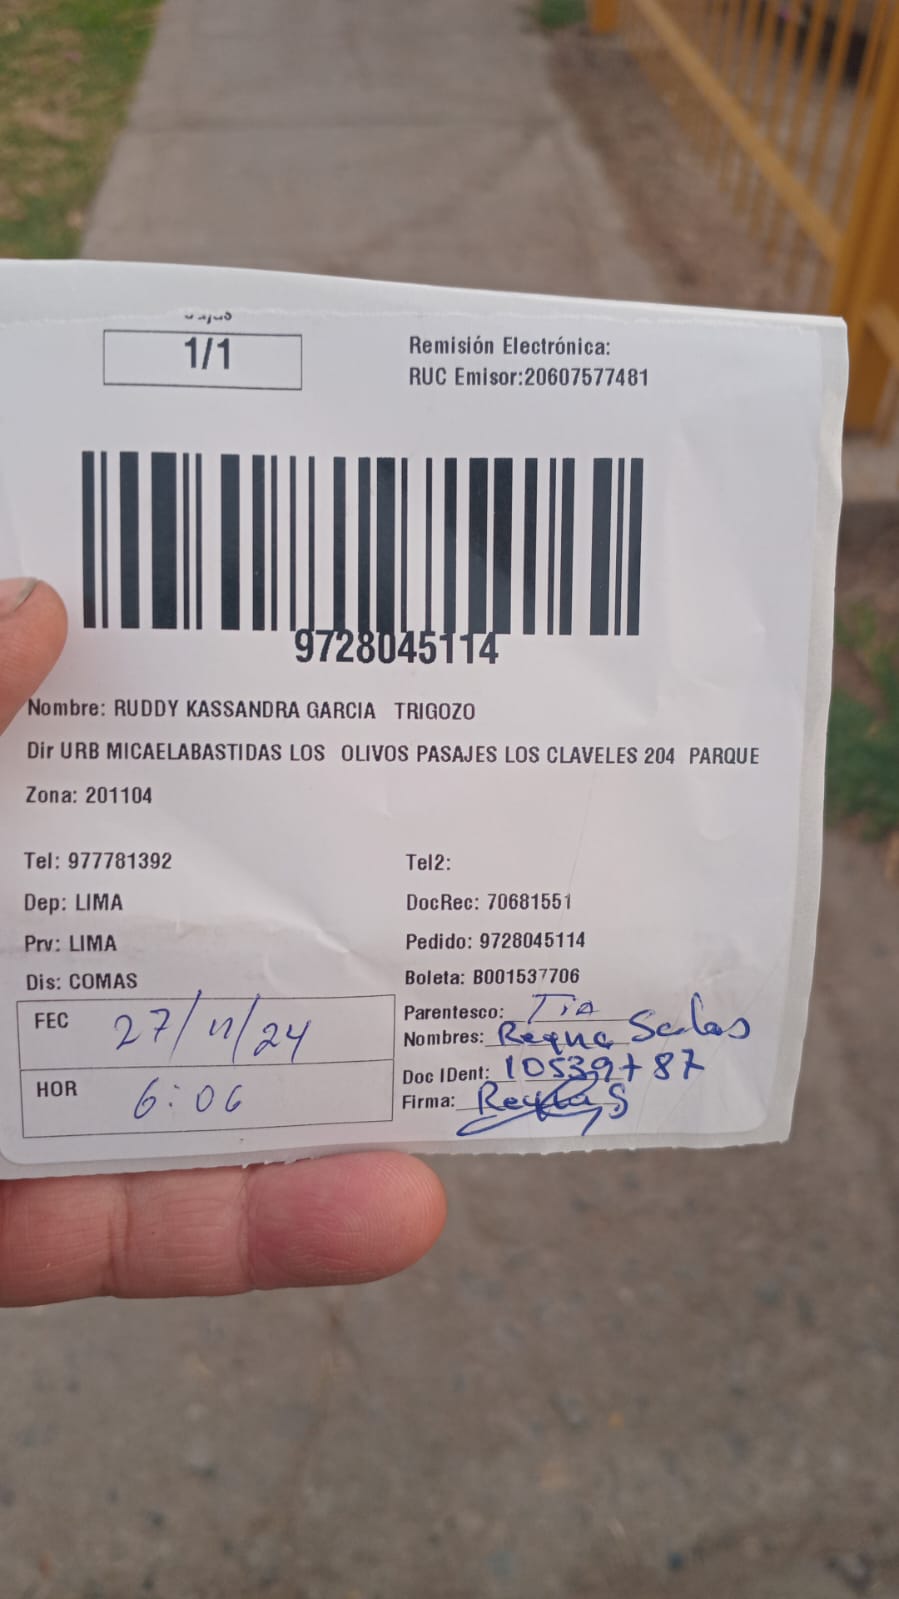 1/1
Remisión Electrónica:
RUC Emisor:20607577481
9728045114
Nombre: RUDDY KASSANDRA GARCIA TRIGOZO
Dir URB MICAELABASTIDAS LOS OLIVOS PASAJES LOS CLAVELES 204 PARQUE
Zona: 201104
Tel: 977781392
Tel2:
Dep: LIMA
DocRec: 70681551
Prv: LIMA
Pedido: 9728045114
Dis: COMAS
Boleta: B001537706
FEC 27/11/24
Parentesco: TiA
Nombres: Salas
HOR 6:06
Doc IDent:
Firma: